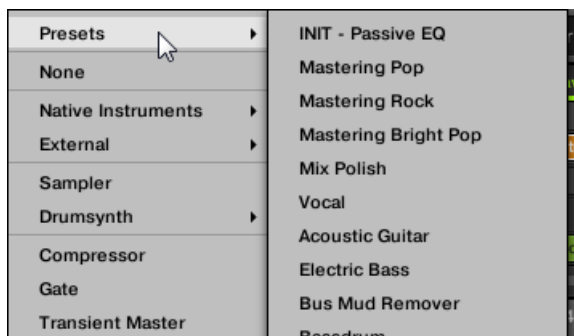 Presets
None
Native Instruments
External
Sampler
Drumsynth
Compressor
Gate
Transient Master
INIT - Passive EQ
Mastering Pop
Mastering Rock
Mastering Bright Pop
Mix Polish
Vocal
Acoustic Guitar
Electric Bass
Bus Mud Remover